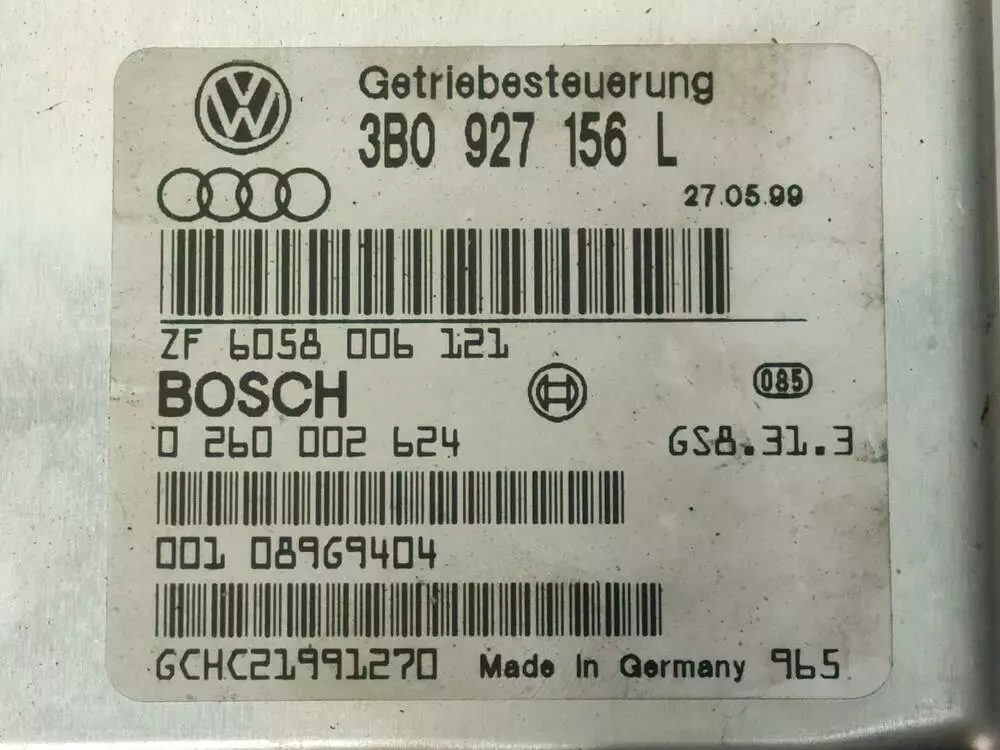 Getriebesteuerung
3B0 927 156 L
27.05.99
ZF 6058 006 121
BOSCH
085
0 260 002 624 GS8.31.3
001 08969404
GCHC21991270 Made In Germany 965